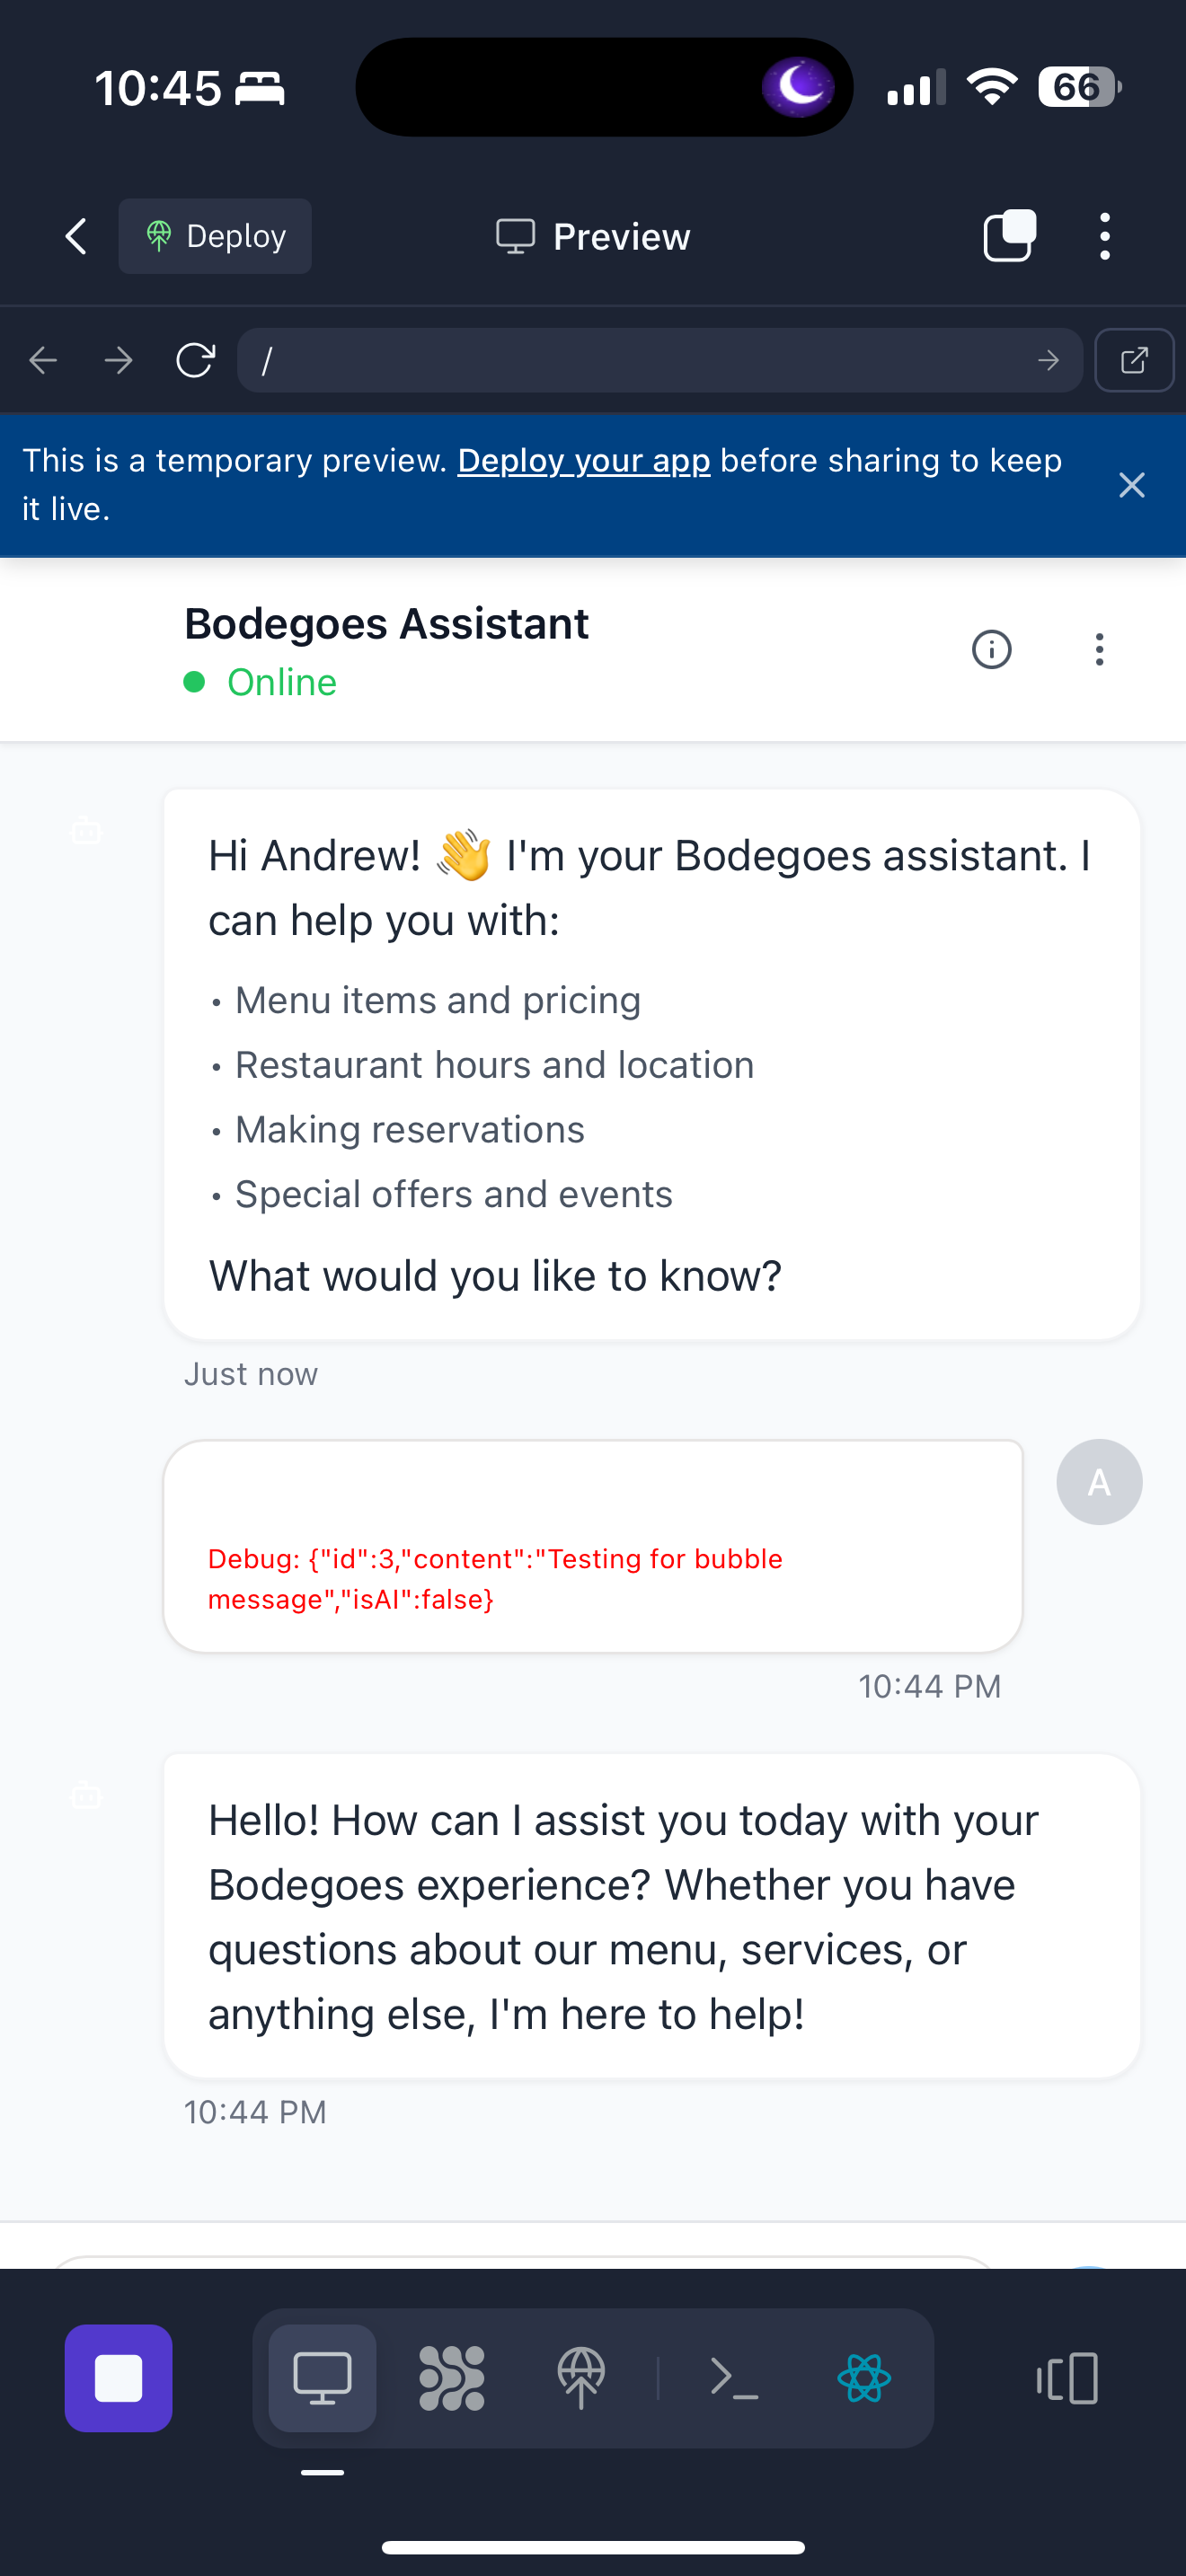 10:45
66
Deploy
Preview
/
This is a temporary preview. Deploy your app before sharing to keep
it live.
Bodegoes Assistant
Online
Hi Andrew! 👋 I'm your Bodegoes assistant. I
can help you with:
• Menu items and pricing
• Restaurant hours and location
• Making reservations
• Special offers and events
What would you like to know?
Just now
A
Debug: {"id":3,"content":"Testing for bubble
message","isAI":false}
10:44 PM
Hello! How can I assist you today with your
Bodegoes experience? Whether you have
questions about our menu, services, or
anything else, I'm here to help!
10:44 PM